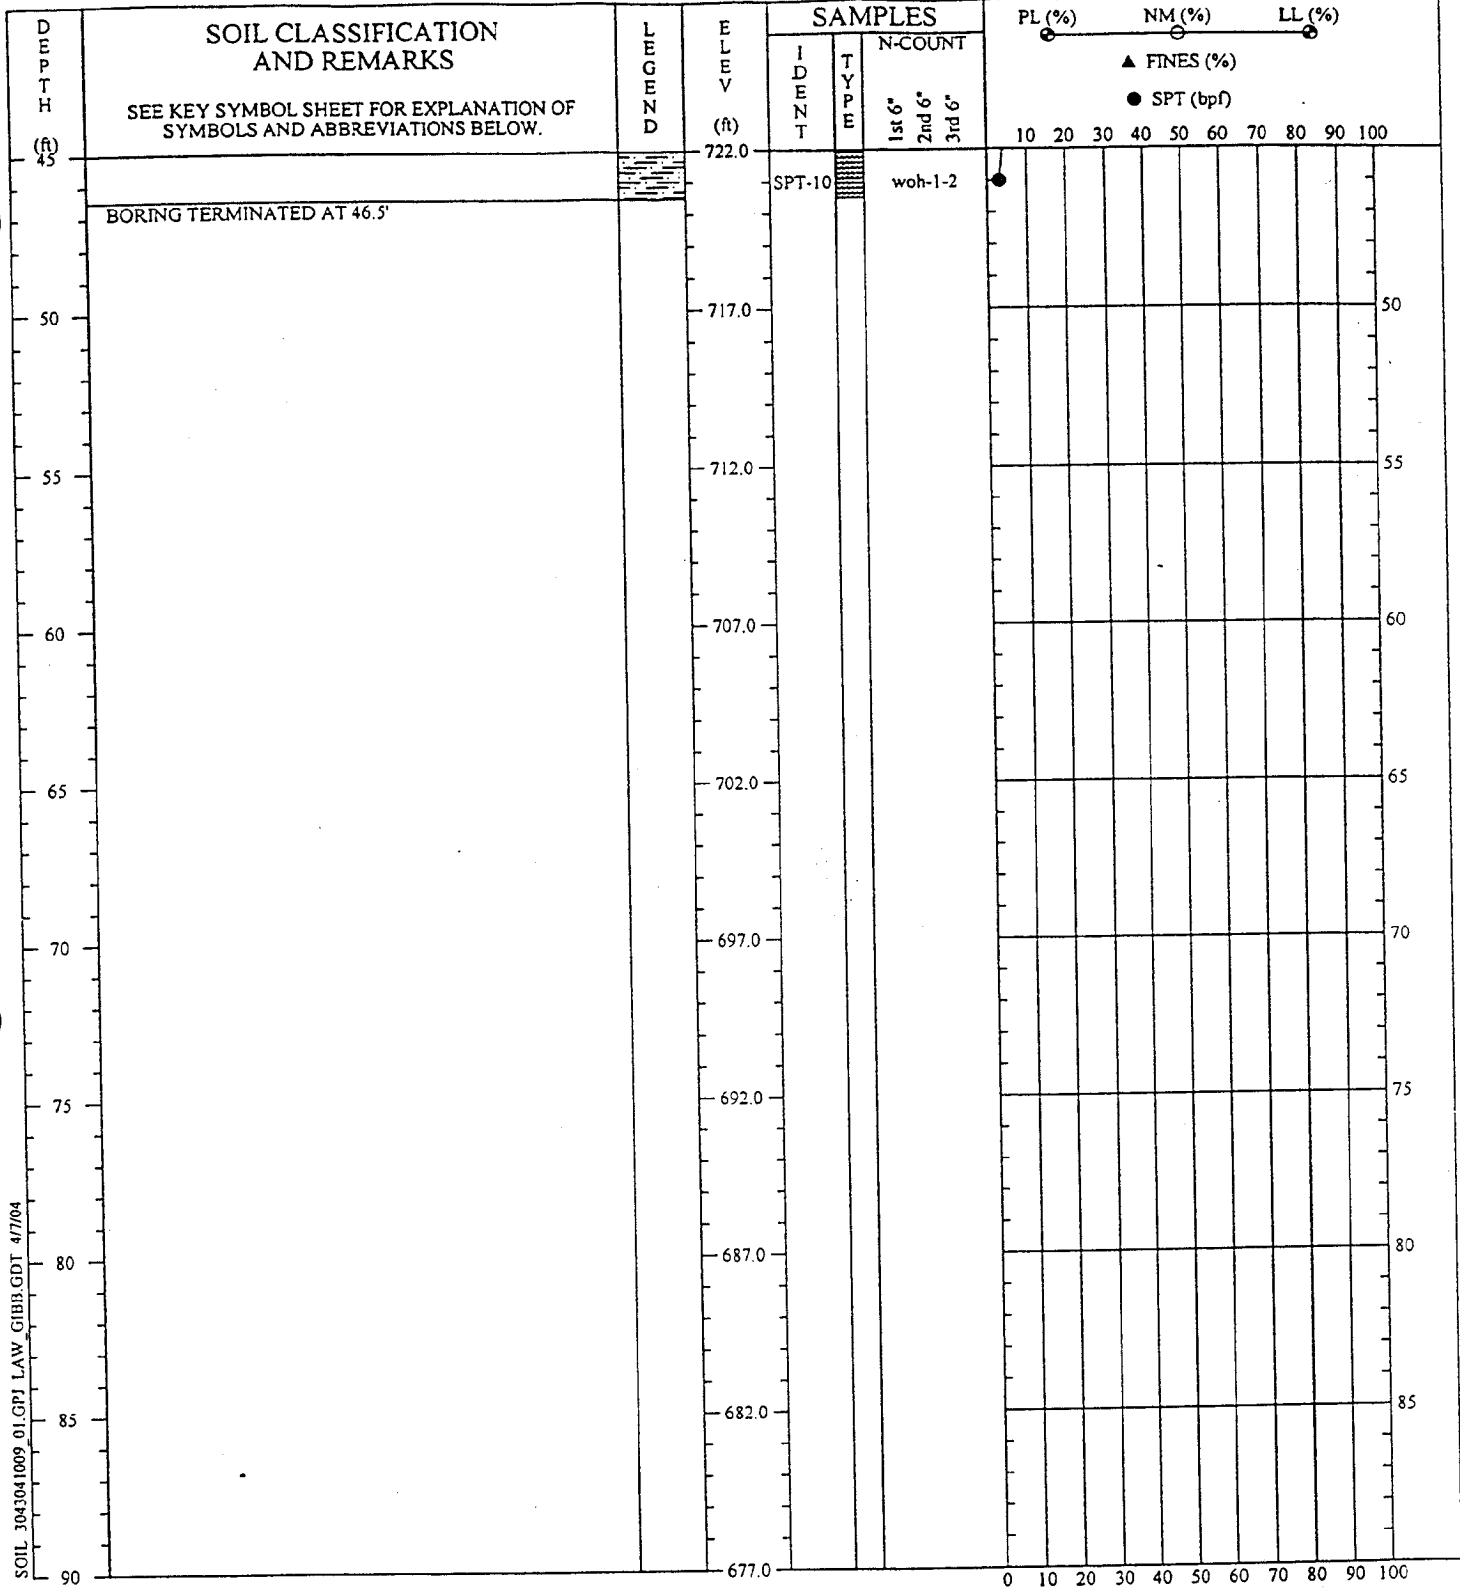 DEPTH
(ft)
SOIL CLASSIFICATION
AND REMARKS
SEE KEY SYMBOL SHEET FOR EXPLANATION OF
SYMBOLS AND ABBREVIATIONS BELOW.
LEGEND
ELEV
(ft)
SAMPLES
IDENT
TYPE
N-COUNT
1st 6"
2nd 6"
3rd 6"
PL (%) NM (%) LL (%)
▲ FINES (%)
● SPT (bpf)
10 20 30 40 50 60 70 80 90 100
45 722.0
SPT-10 woh-1-2
BORING TERMINATED AT 46.5'
50 717.0 50
55 712.0 55
60 707.0 60
65 702.0 65
70 697.0 70
75 692.0 75
80 687.0 80
85 682.0 85
90 677.0
0 10 20 30 40 50 60 70 80 90 100
SOIL 3043041009_01.GPJ LAW_GIBB.GDT 4/7/04